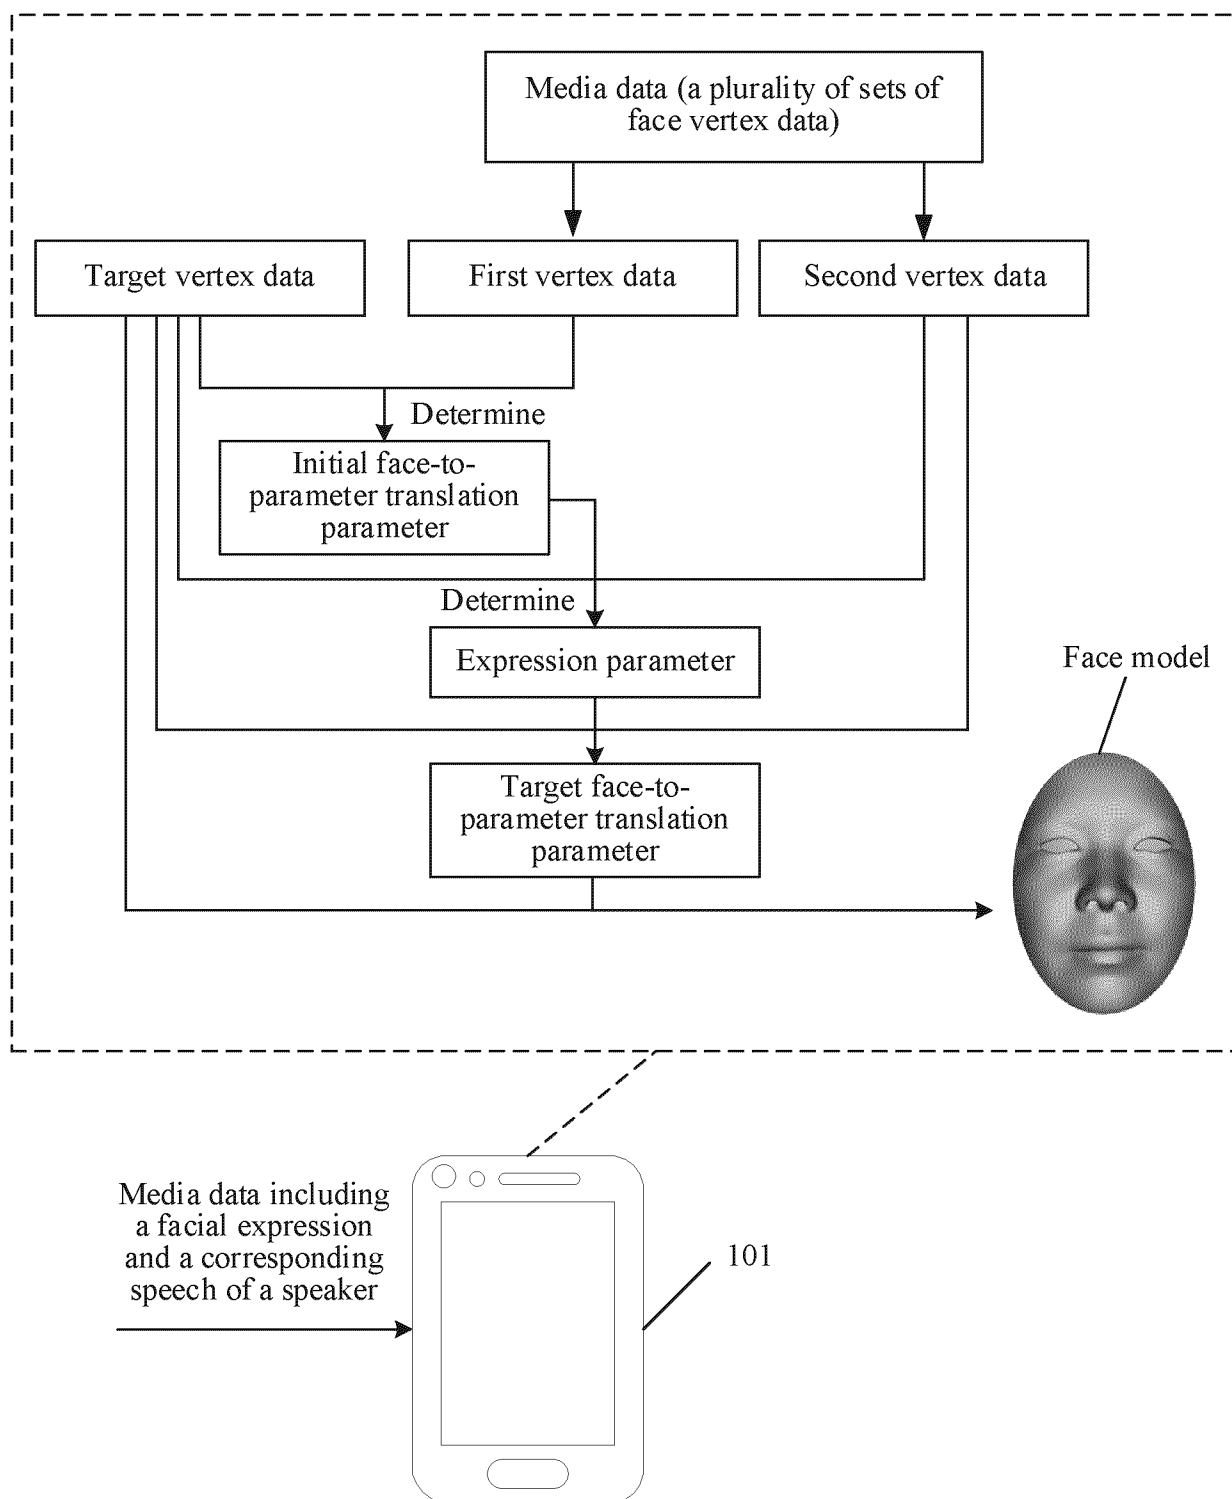 Media data (a plurality of sets of
face vertex data)
Target vertex data
First vertex data
Second vertex data
Determine
Initial face-to-
parameter translation
parameter
Determine
Expression parameter
Face model
Target face-to-
parameter translation
parameter
Media data including
a facial expression
and a corresponding
speech of a speaker
101